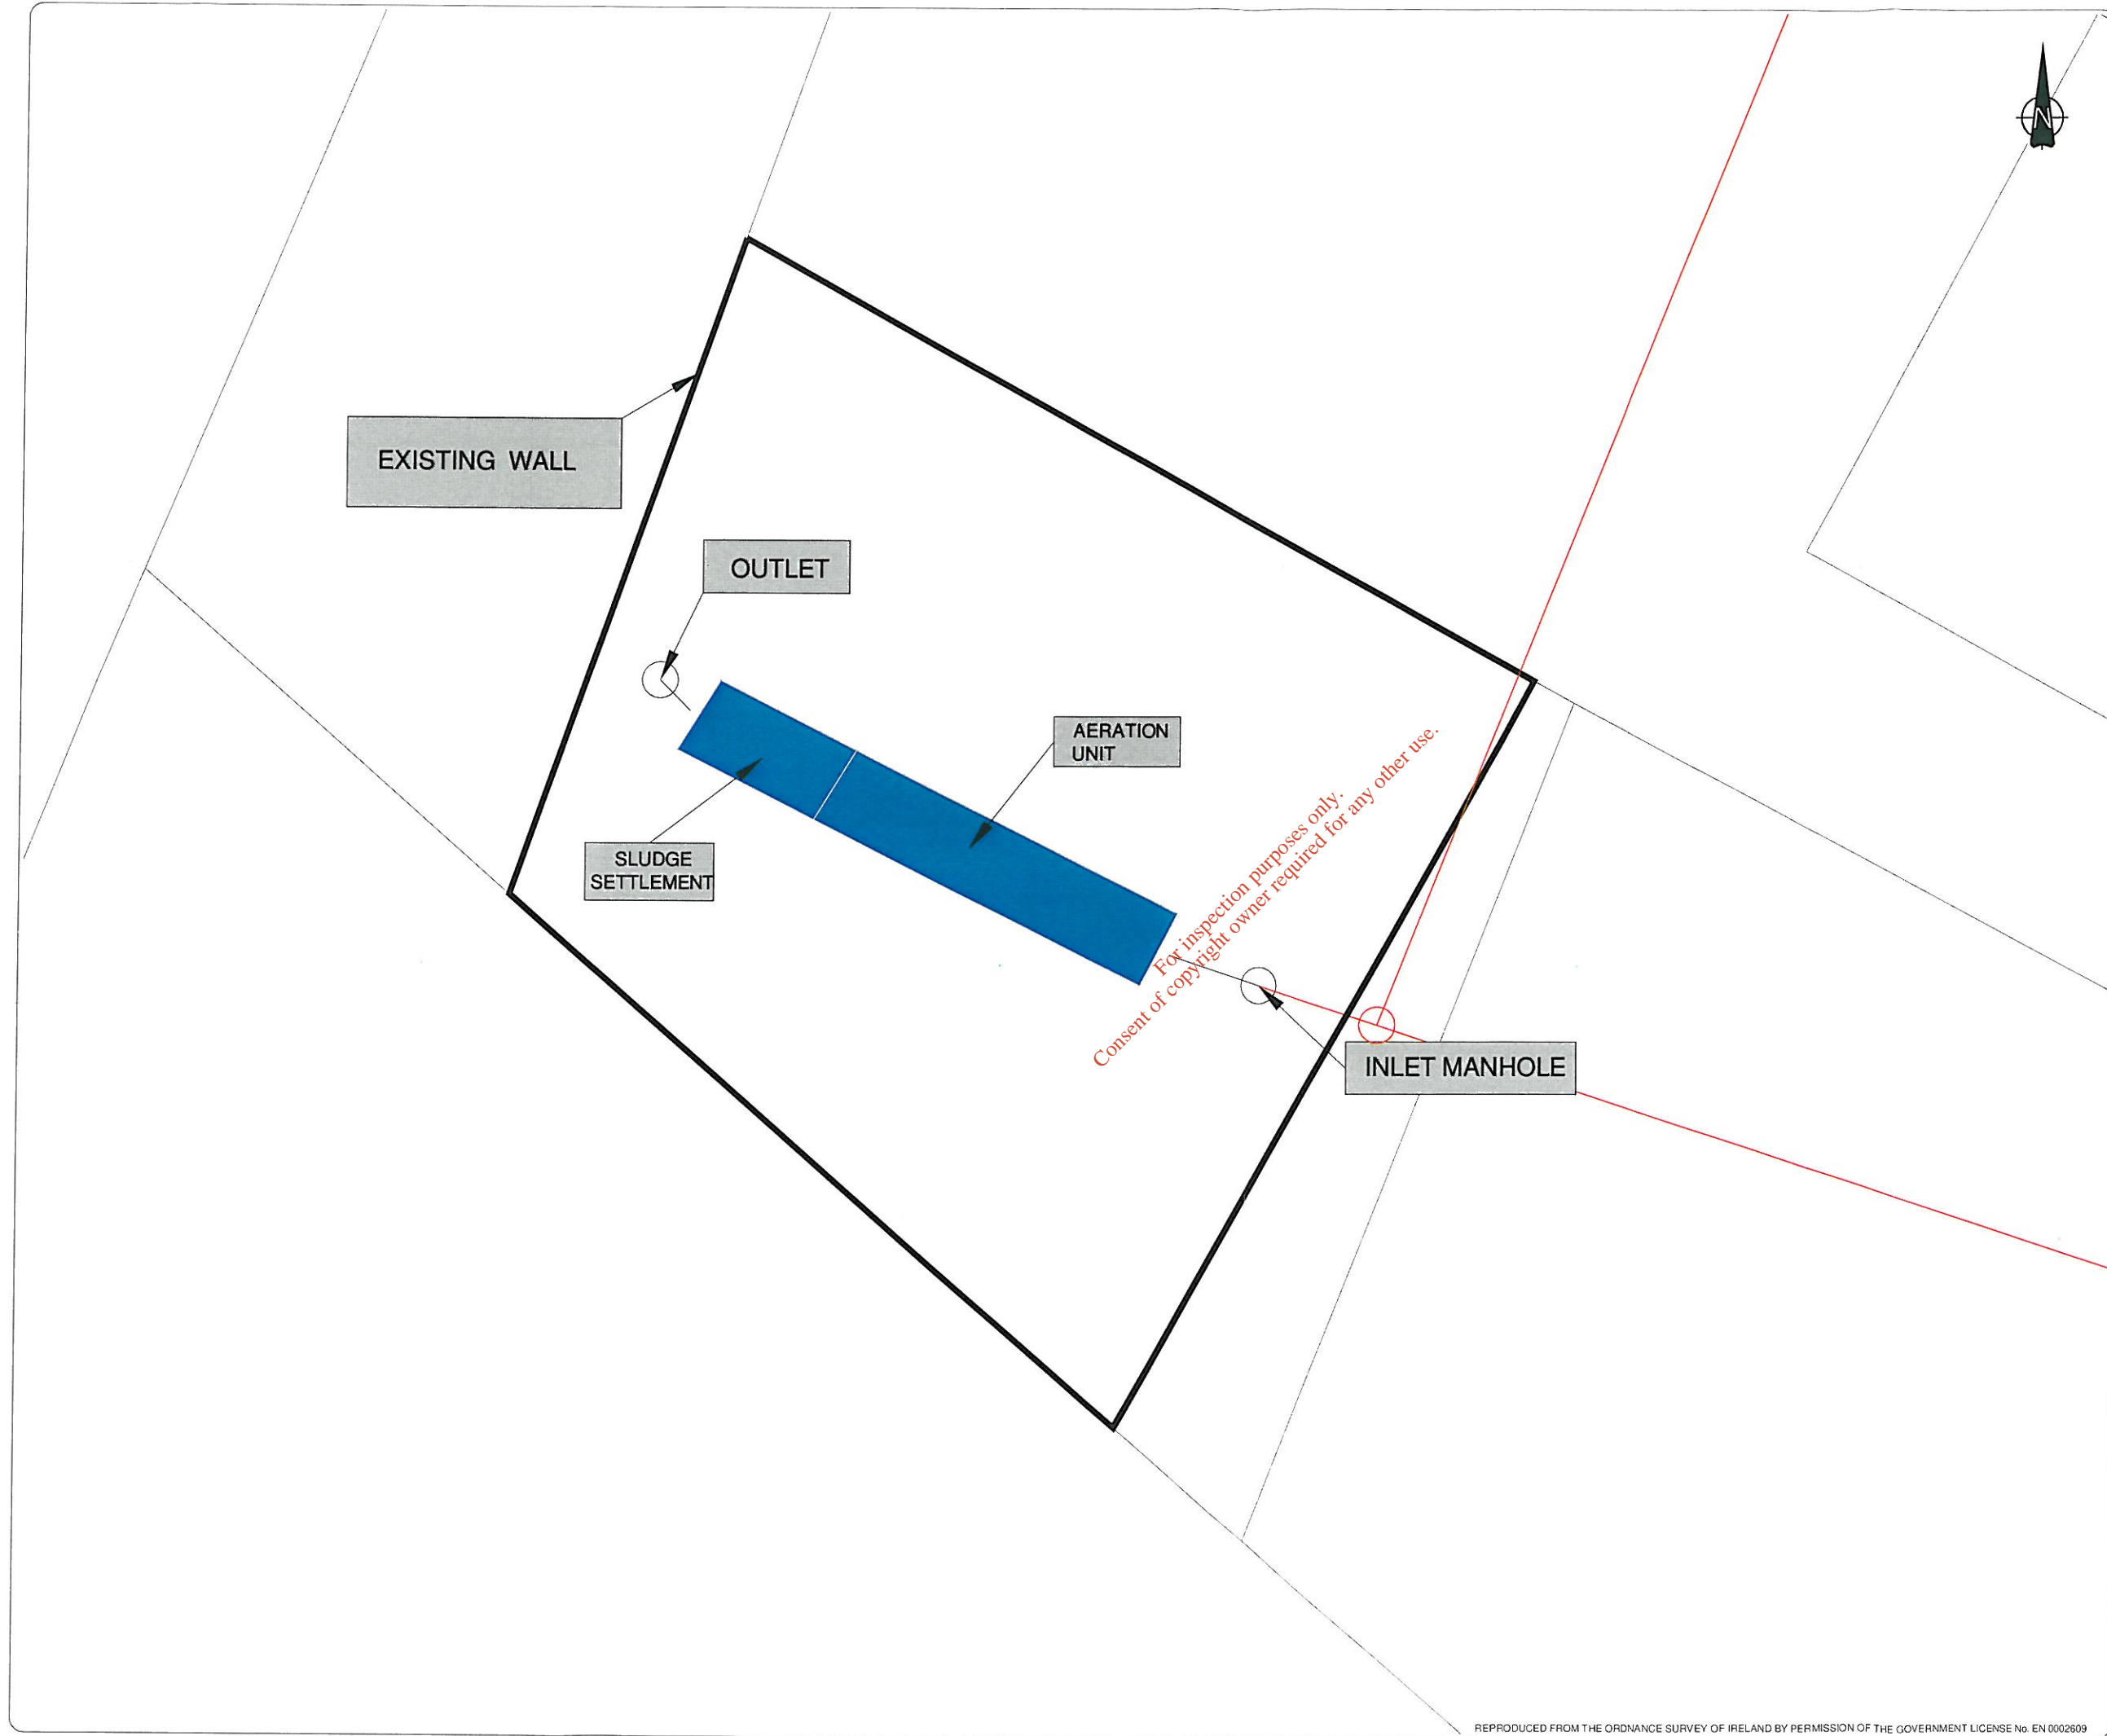 N
EXISTING WALL
OUTLET
AERATION
UNIT
SLUDGE
SETTLEMENT
For inspection purposes only.
Consent of copyright owner required for any other use.
INLET MANHOLE
REPRODUCED FROM THE ORDNANCE SURVEY OF IRELAND BY PERMISSION OF THE GOVERNMENT LICENSE No. EN 0002609